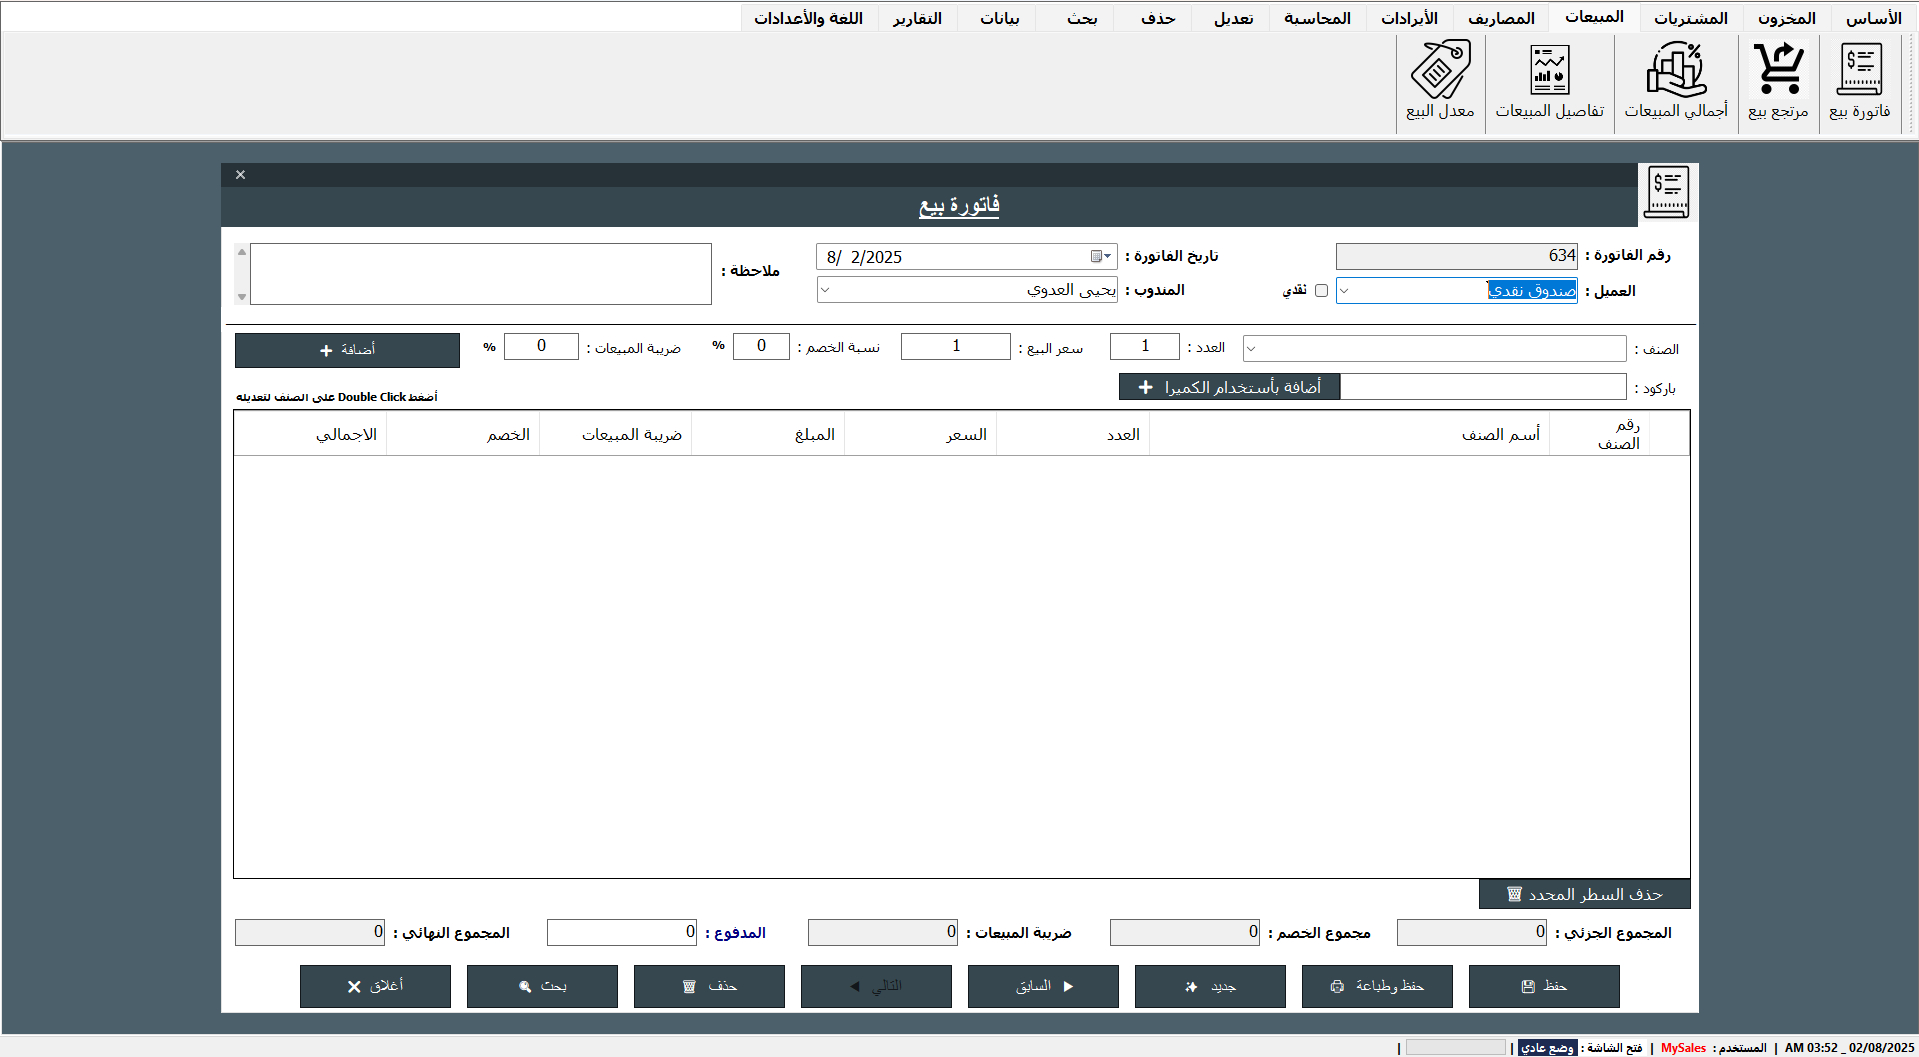 الأساس المخزون المشتريات المبيعات المصاريف الأيرادات المحاسبة تعديل حذف بحث بيانات التقارير اللغة والأعدادات
فاتورة بيع مرتجع بيع أجمالي المبيعات تفاصيل المبيعات معدل البيع
فاتورة بيع
رقم الفاتورة : 634 تاريخ الفاتورة : 8/ 2/2025 ملاحظة :
العميل : صندوق نقدي نقدي المندوب : يحيى العدوي
الصنف : العدد : 1 سعر البيع : 1 نسبة الخصم : 0 % ضريبة المبيعات : 0 % أضافة +
باركود : أضافة بأستخدام الكميرا +
أضغط Double Click على الصنف لتعديله
رقم الصنف أسم الصنف العدد السعر المبلغ ضريبة المبيعات الخصم الاجمالي
حذف السطر المحدد
المجموع الجزئي : 0 مجموع الخصم : 0 ضريبة المبيعات : 0 المدفوع : 0 المجموع النهائي : 0
حفظ حفظ وطباعة جديد السابق التالي حذف بحث أغلاق
02/08/2025 _ 03:52 AM | المستخدم : MySales | فتح الشاشة : وضع عادي | |